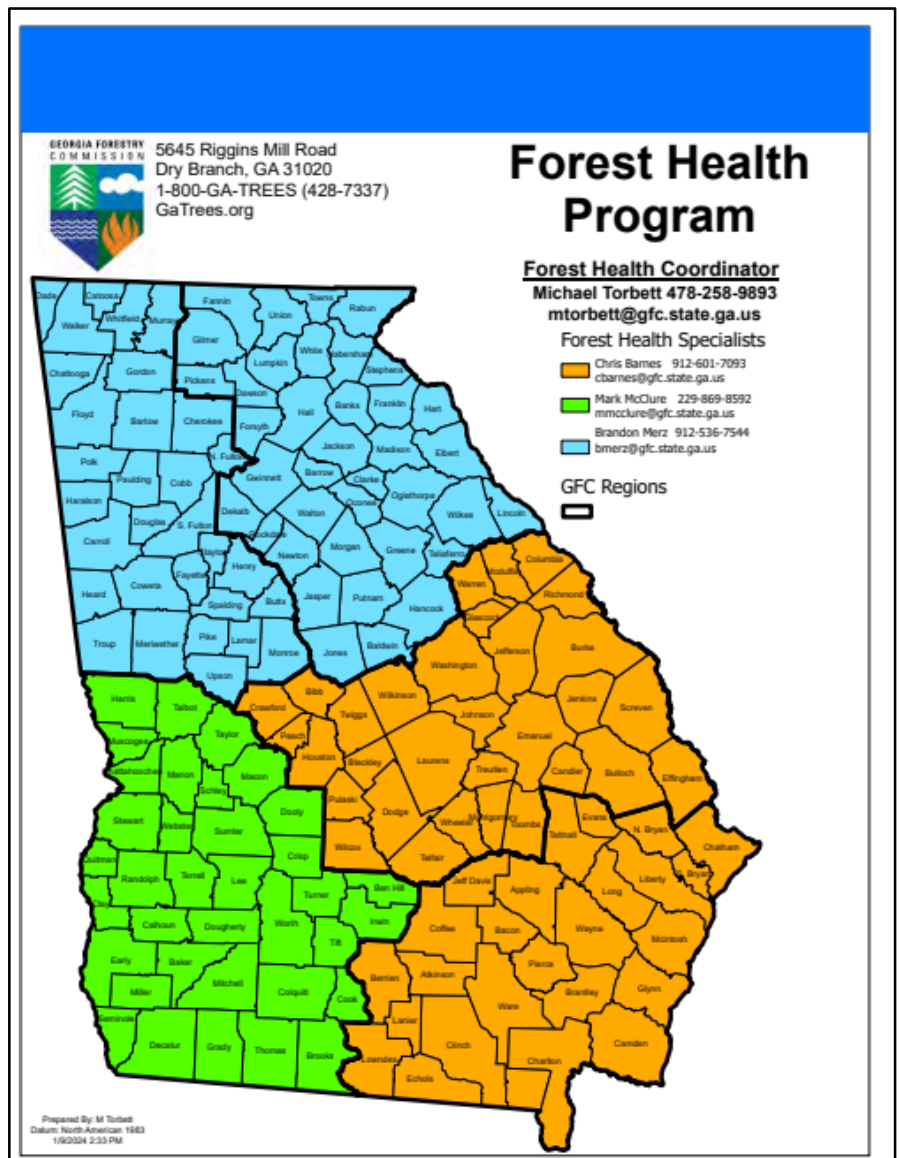 GEORGIA FORESTRY
COMMISSION
5645 Riggins Mill Road
Dry Branch, GA 31020
1-800-GA-TREES (428-7337)
GaTrees.org
Forest Health
Program
Forest Health Coordinator
Michael Torbett 478-258-9893
mtorbett@gfc.state.ga.us
Forest Health Specialists
Chris Barnes 912-601-7093
cbarnes@gfc.state.ga.us
Mark McClure 229-869-8592
mmcclure@gfc.state.ga.us
Brandon Merz 912-536-7544
bmerz@gfc.state.ga.us
GFC Regions
Dade
Catoosa
Whitfield
Murray
Walker
Fannin
Union
Towns
Rabun
Gilmer
White
Habersham
Lumpkin
Stephens
Chattooga
Gordon
Pickens
Dawson
Hall
Banks
Franklin
Hart
Floyd
Bartow
Cherokee
Forsyth
Jackson
Madison
Elbert
Polk
N. Fulton
Gwinnett
Barrow
Clarke
Paulding
Cobb
Oconee
Oglethorpe
Haralson
Dekalb
Walton
Wilkes
Lincoln
Douglas
S. Fulton
Rockdale
Carroll
Clayton
Newton
Morgan
Greene
Taliaferro
Henry
Fayette
Coweta
Heard
Spalding
Butts
Jasper
Putnam
Hancock
Troup
Meriwether
Pike
Lamar
Monroe
Jones
Baldwin
Upson
Columbia
Mcduffie
Warren
Richmond
Glascock
Jefferson
Burke
Washington
Bibb
Wilkinson
Crawford
Twiggs
Johnson
Jenkins
Screven
Peach
Houston
Emanuel
Bleckley
Laurens
Treutlen
Candler
Bulloch
Effingham
Pulaski
Dodge
Wheeler
Montgomery
Toombs
Wilcox
Telfair
Tattnall
Evans
N. Bryan
Chatham
Harris
Talbot
Taylor
Muscogee
Chattahoochee
Marion
Macon
Schley
Dooly
Stewart
Webster
Sumter
Crisp
Quitman
Randolph
Terrell
Lee
Turner
Ben Hill
Clay
Calhoun
Dougherty
Worth
Irwin
Tift
Early
Baker
Mitchell
Miller
Colquitt
Cook
Seminole
Decatur
Grady
Thomas
Brooks
Jeff Davis
Appling
Long
Liberty
S. Bryan
Coffee
Bacon
Wayne
Mcintosh
Pierce
Berrien
Atkinson
Glynn
Brantley
Ware
Lanier
Camden
Clinch
Lowndes
Charlton
Echols
Prepared By: M Torbett
Datum: North American 1983
1/9/2024 2:33 PM